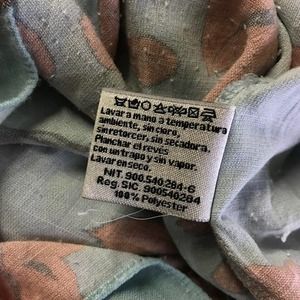 Lavar a mano a temperatura
ambiente, sin cloro,
sin retorcer, sin secadora.
Planchar el revés
con un trapo y sin vapor.
Lavar en seco.
NIT. 900.540.284-6
Reg. SIC. 900540284
100% Polyester